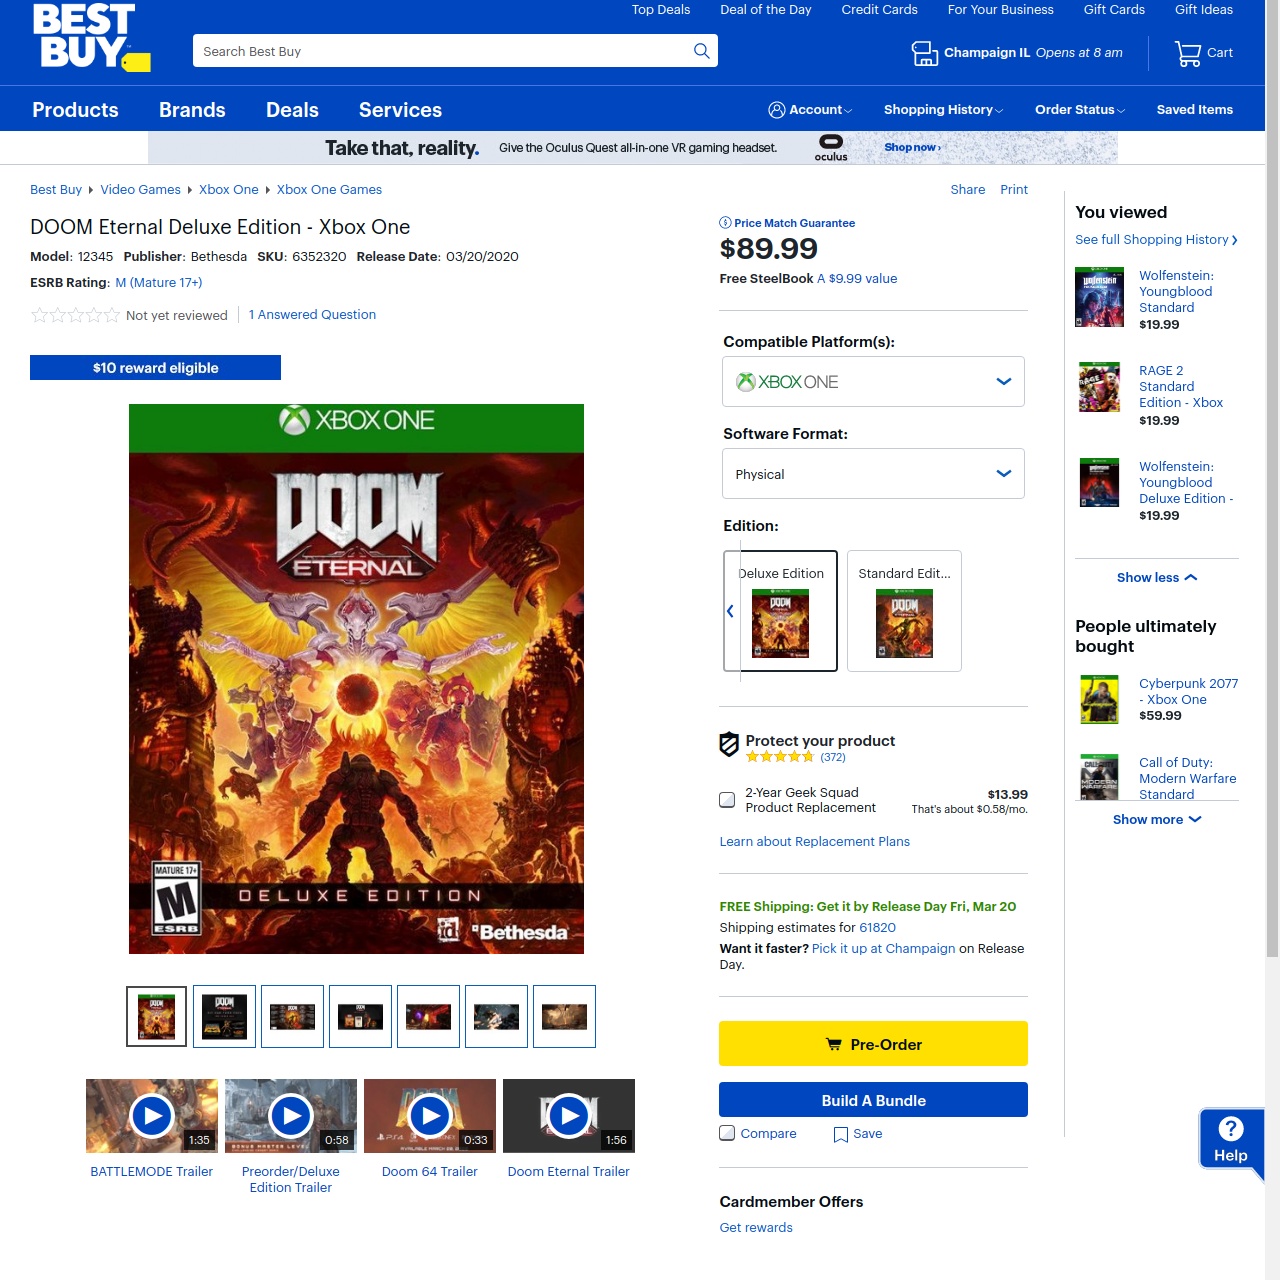 BEST
BUY
Top Deals
Deal of the Day
Credit Cards
For Your Business
Gift Cards
Gift Ideas
Search Best Buy
Champaign IL Opens at 8 am
Cart
Products
Brands
Deals
Services
Account
Shopping History
Order Status
Saved Items
Take that, reality.
Give the Oculus Quest all-in-one VR gaming headset.
oculus
Shop now ›
Best Buy
Video Games
Xbox One
Xbox One Games
Share
Print
DOOM Eternal Deluxe Edition - Xbox One
Model: 12345 Publisher: Bethesda SKU: 6352320 Release Date: 03/20/2020
ESRB Rating: M (Mature 17+)
Not yet reviewed
1 Answered Question
$10 reward eligible
XBOX ONE
DOOM
ETERNAL
MATURE 17+
M
ESRB
DELUXE EDITION
id
Bethesda
1:35
0:58
0:33
1:56
BATTLEMODE Trailer
Preorder/Deluxe
Edition Trailer
Doom 64 Trailer
Doom Eternal Trailer
Price Match Guarantee
$89.99
Free SteelBook A $9.99 value
Compatible Platform(s):
XBOX ONE
Software Format:
Physical
Edition:
Deluxe Edition
Standard Edit...
Protect your product
(372)
2-Year Geek Squad
Product Replacement
$13.99
That's about $0.58/mo.
Learn about Replacement Plans
FREE Shipping: Get it by Release Day Fri, Mar 20
Shipping estimates for 61820
Want it faster? Pick it up at Champaign on Release
Day.
Pre-Order
Build A Bundle
Compare
Save
Cardmember Offers
Get rewards
You viewed
See full Shopping History
Wolfenstein:
Youngblood
Standard
$19.99
RAGE 2
Standard
Edition - Xbox
$19.99
Wolfenstein:
Youngblood
Deluxe Edition -
$19.99
Show less
People ultimately
bought
Cyberpunk 2077
- Xbox One
$59.99
Call of Duty:
Modern Warfare
Standard
Show more
?
Help